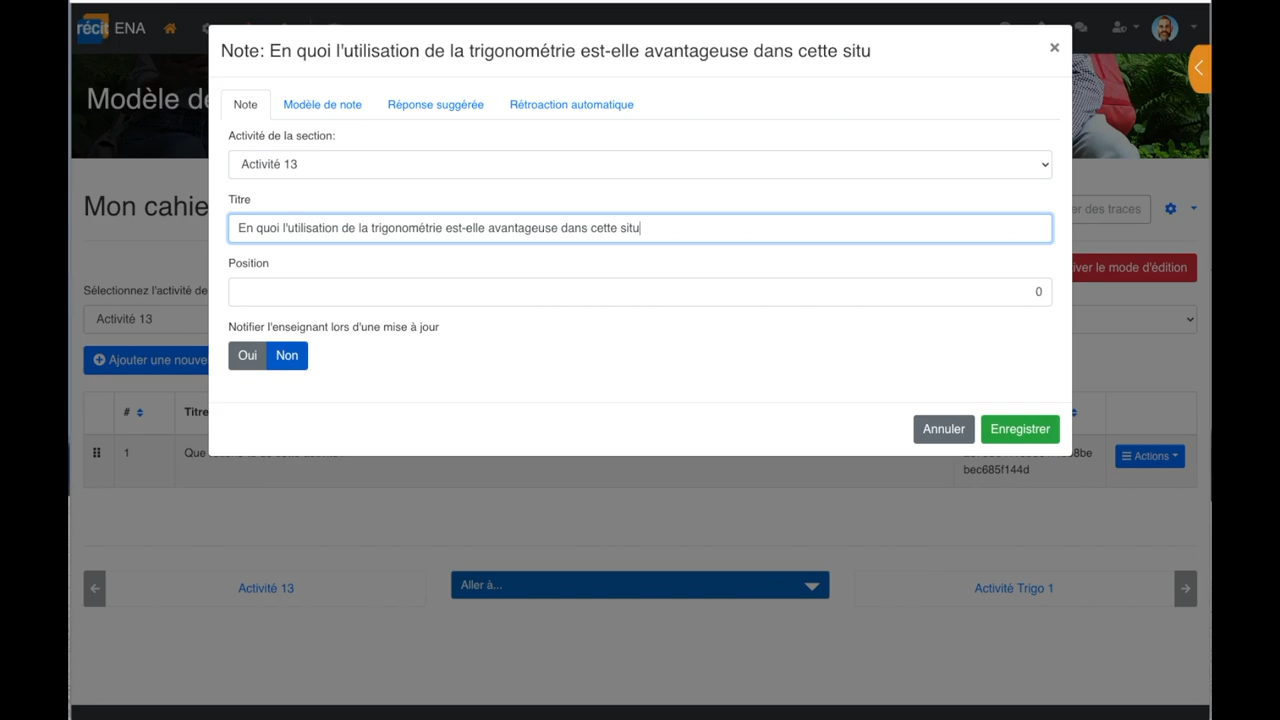 récit ENA
Note: En quoi l'utilisation de la trigonométrie est-elle avantageuse dans cette situ
×
Modèle de
Note
Modèle de note
Réponse suggérée
Rétroaction automatique
Activité de la section:
Activité 13
Mon cahie
er des traces
Titre
En quoi l'utilisation de la trigonométrie est-elle avantageuse dans cette situ
Position
iver le mode d'édition
Sélectionnez l'activité de
0
Activité 13
Notifier l'enseignant lors d'une mise à jour
Oui
Non
Ajouter une nouve
#
Titre
Annuler
Enregistrer
1
Que
8be
bec685f144d
Actions
Activité 13
Aller à...
Activité Trigo 1